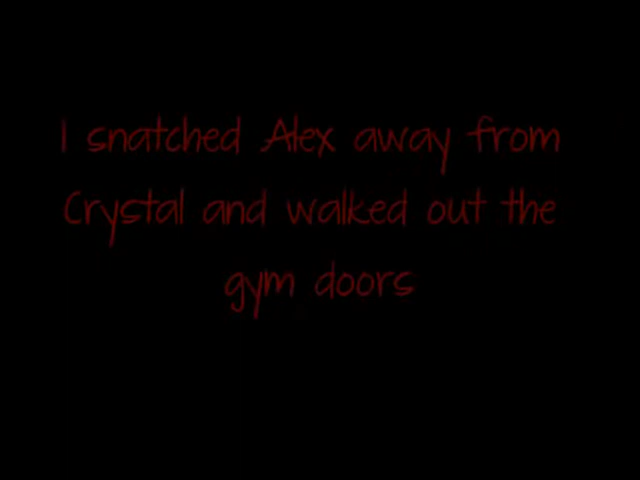 I snatched Alex away from
Crystal and walked out the
gym doors